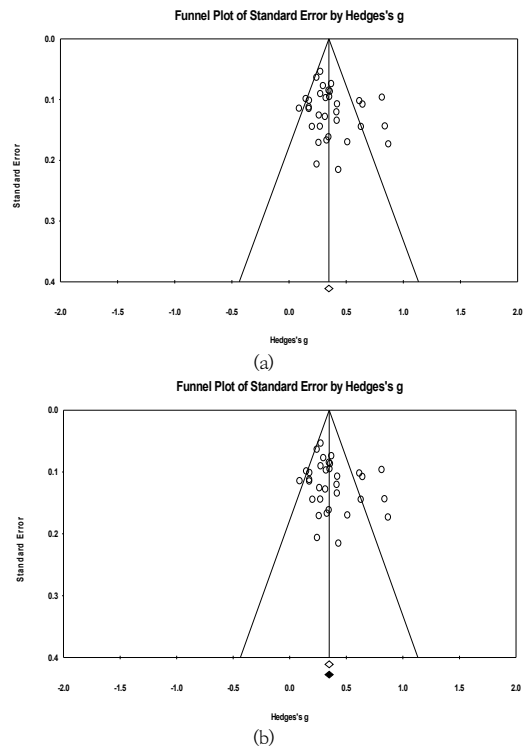 Funnel Plot of Standard Error by Hedges's g
0.0
0.1
0.2
0.3
0.4
Standard Error
-2.0 -1.5 -1.0 -0.5 0.0 0.5 1.0 1.5 2.0
Hedges's g
(a)
Funnel Plot of Standard Error by Hedges's g
0.0
0.1
0.2
0.3
0.4
Standard Error
-2.0 -1.5 -1.0 -0.5 0.0 0.5 1.0 1.5 2.0
Hedges's g
(b)